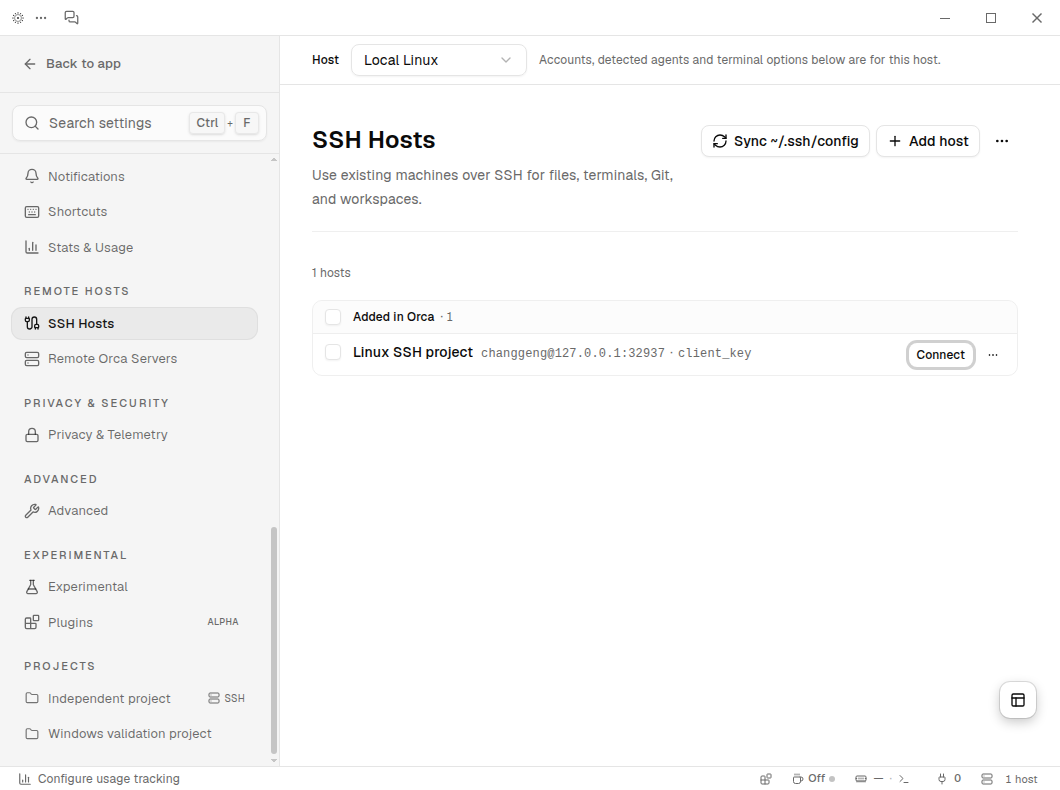 Back to app
Host
Local Linux
Accounts, detected agents and terminal options below are for this host.
Search settings
Ctrl + F
Notifications
Shortcuts
Stats & Usage
REMOTE HOSTS
SSH Hosts
Remote Orca Servers
PRIVACY & SECURITY
Privacy & Telemetry
ADVANCED
Advanced
EXPERIMENTAL
Experimental
Plugins ALPHA
PROJECTS
Independent project SSH
Windows validation project
SSH Hosts
Sync ~/.ssh/config
Add host
Use existing machines over SSH for files, terminals, Git,
and workspaces.
1 hosts
Added in Orca · 1
Linux SSH project changgeng@127.0.0.1:32937 · client_key
Connect
Configure usage tracking
Off
0
1 host